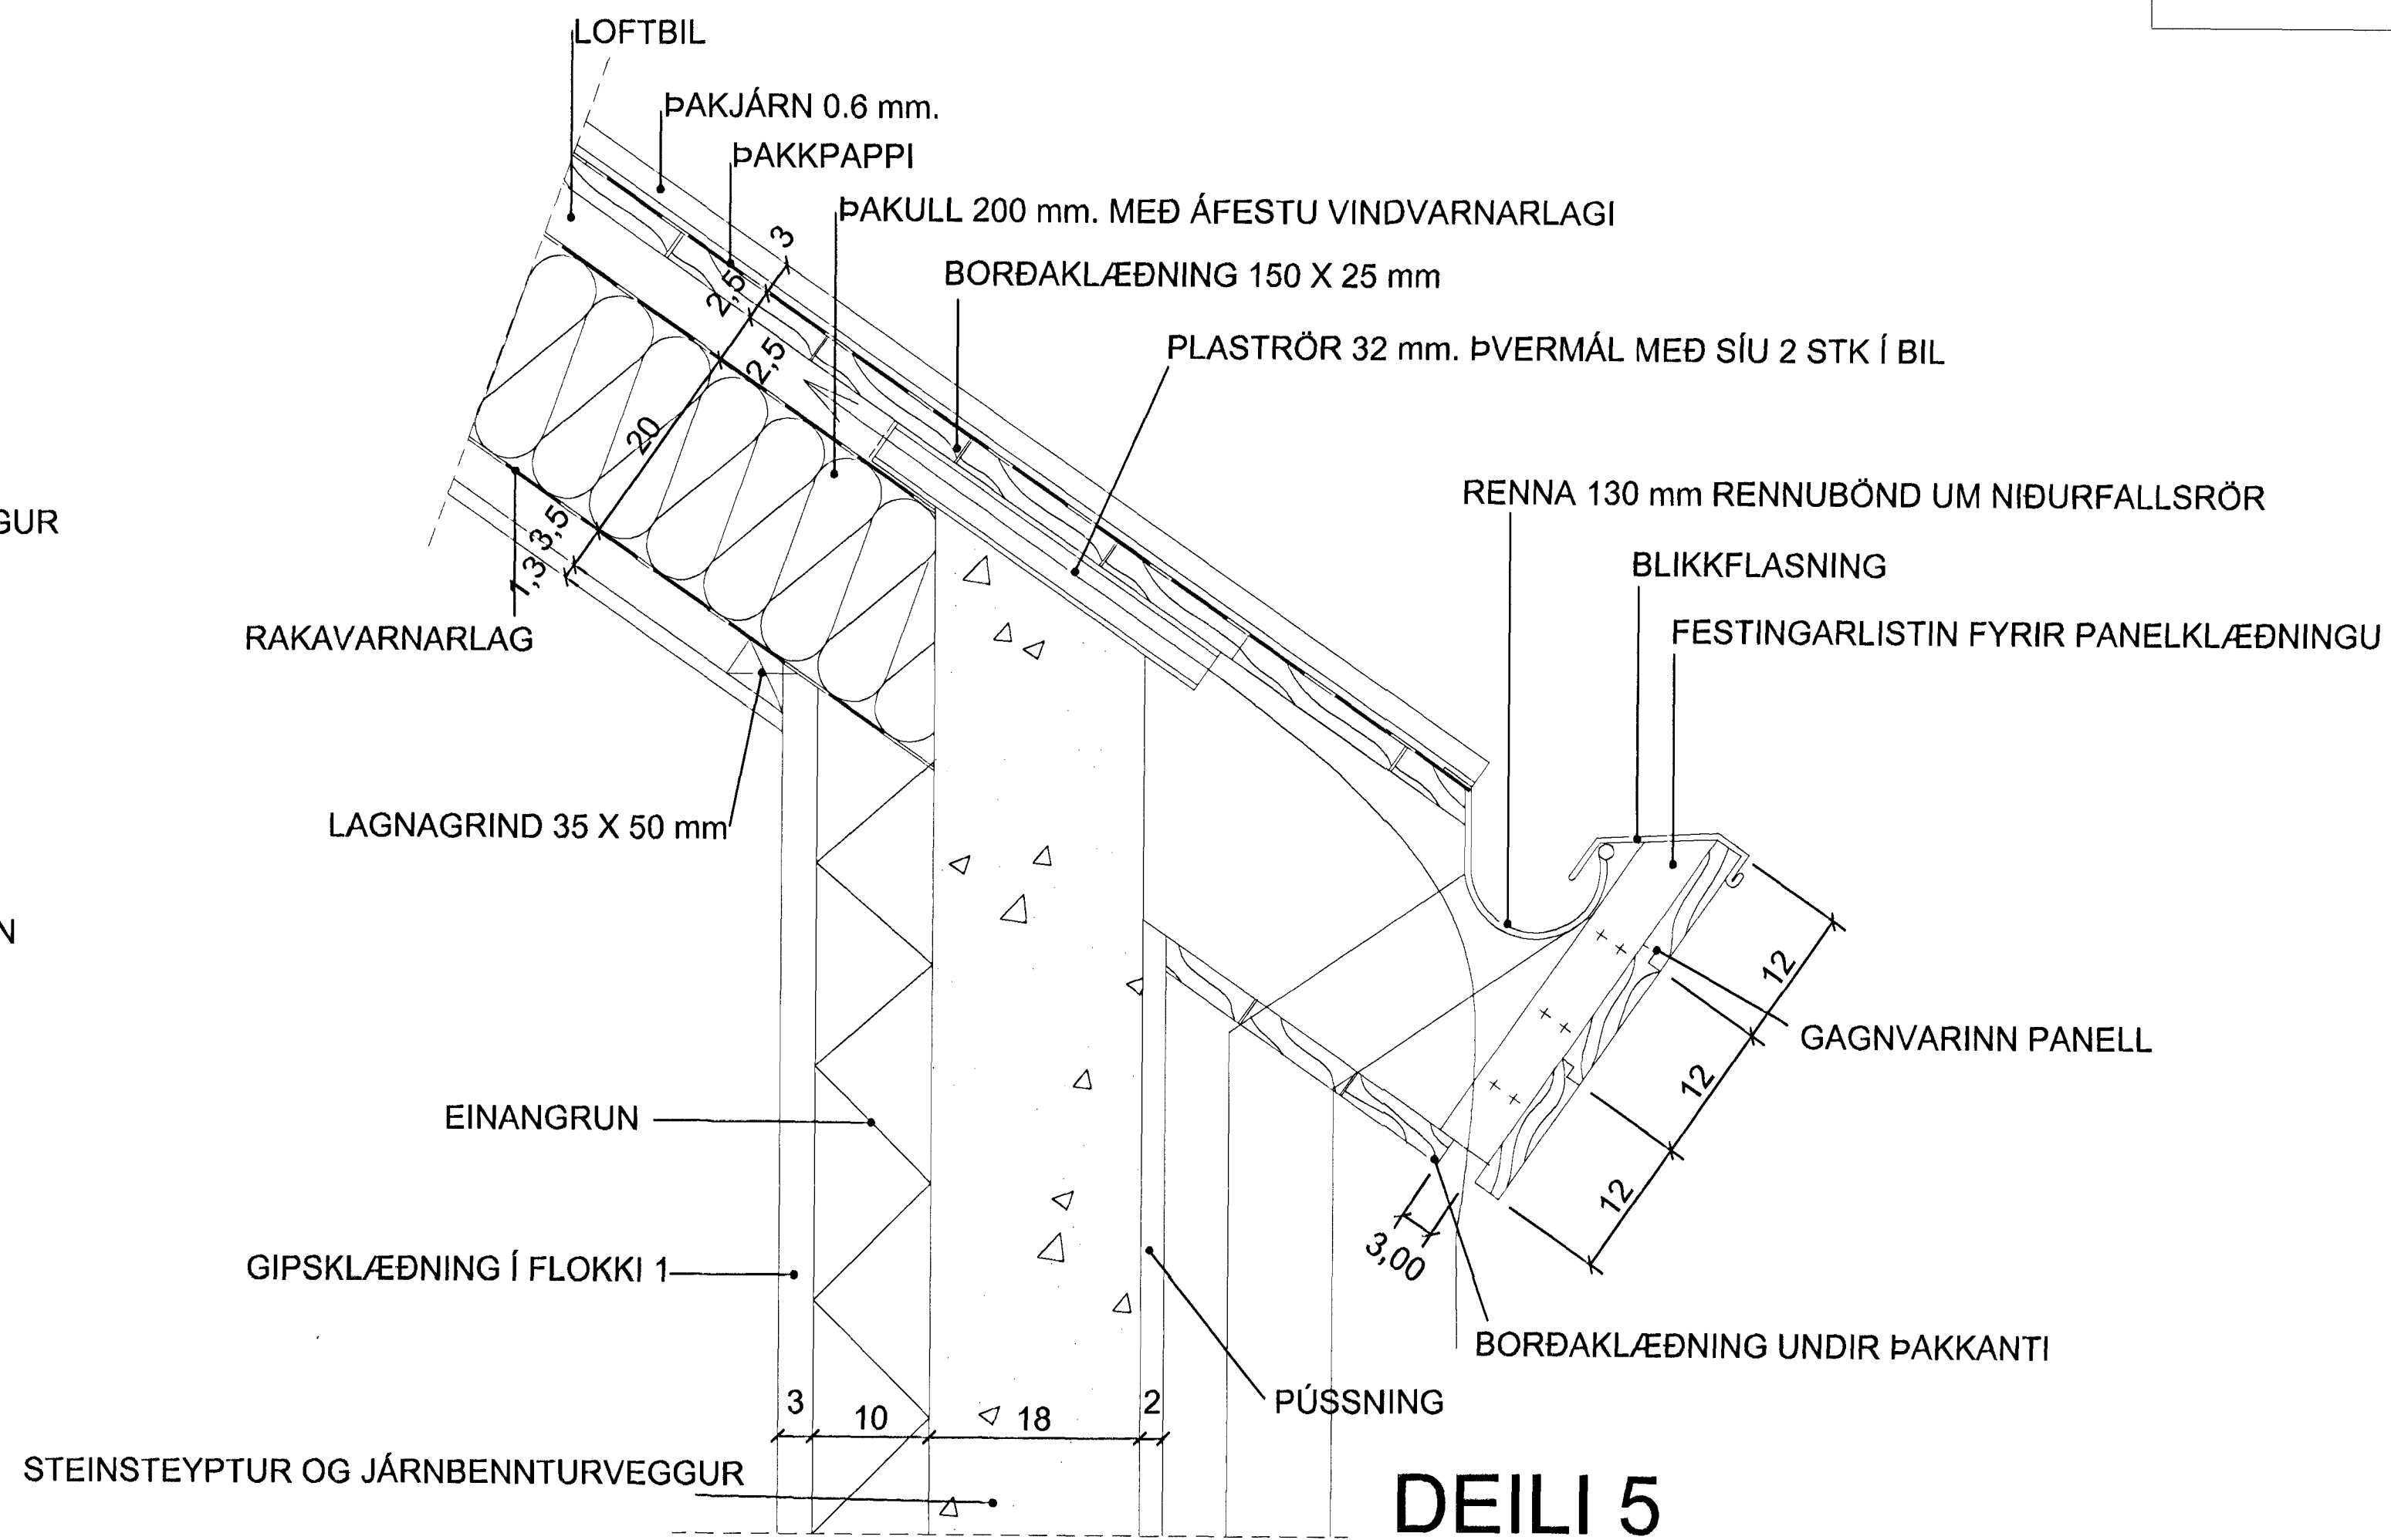 LOFTBIL
ÞAKJÁRN 0.6 mm.
ÞAKKPAPPI
ÞAKULL 200 mm. MEÐ ÁFESTU VINDVARNARLAGI
3
2,5
BORÐAKLÆÐNING 150 X 25 mm
2,5
PLASTRÖR 32 mm. ÞVERMÁL MEÐ SÍU 2 STK Í BIL
20
RENNA 130 mm RENNUBÖND UM NIÐURFALLSRÖR
GUR
3,5
1,3
BLIKKFLASNING
RAKAVARNARLAG
FESTINGARLISTIN FYRIR PANELKLÆÐNINGU
LAGNAGRIND 35 X 50 mm
N
12
GAGNVARINN PANELL
12
EINANGRUN
12
3,00
GIPSKLÆÐNING Í FLOKKI 1
BORÐAKLÆÐNING UNDIR ÞAKKANTI
PÚSSNING
3
10
18
2
STEINSTEYPTUR OG JÁRNBENNTURVEGGUR
DEILI 5